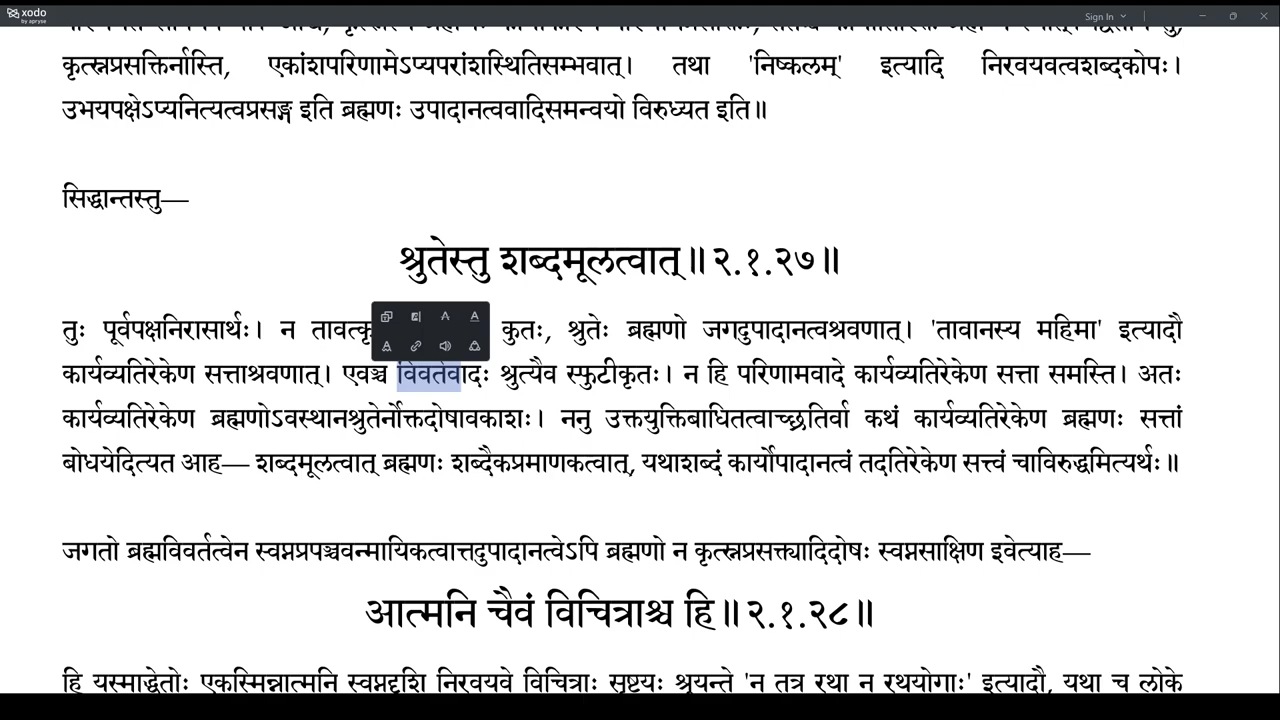 xodo
by apryse
Sign In
कृत्स्नप्रसक्तिर्नास्ति, एकांशपरिणामेऽप्यपरांशस्थितिसम्भवात्। तथा 'निष्कलम्' इत्यादि निरवयवत्वशब्दकोपः।
उभयपक्षेऽप्यनित्यत्वप्रसङ्ग इति ब्रह्मणः उपादानत्ववादिसमन्वयो विरुध्यत इति॥
सिद्धान्तस्तु—
श्रुतेस्तु शब्दमूलत्वात्॥२.१.२७॥
तुः पूर्वपक्षनिरासार्थः। न कुतः, श्रुतेः ब्रह्मणो जगदुपादानत्वश्रवणात्। 'तावानस्य महिमा' इत्यादौ
कार्यव्यतिरेकेण सत्ताश्रवणात्। एवञ्च विवर्तवादः श्रुत्यैव स्फुटीकृतः। न हि परिणामवादे कार्यव्यतिरेकेण सत्ता समस्ति। अतः
कार्यव्यतिरेकेण ब्रह्मणोऽवस्थानश्रुतेर्नोक्तदोषावकाशः। ननु उक्तयुक्तिबाधितत्वाच्छ्रुतिर्वा कथं कार्यव्यतिरेकेण ब्रह्मणः सत्तां
बोधयेदित्यत आह— शब्दमूलत्वात् ब्रह्मणः शब्दैकप्रमाणकत्वात्, यथाशब्दं कार्योपादानत्वं तदतिरेकेण सत्त्वं चाविरुद्धमित्यर्थः॥
जगतो ब्रह्मविवर्तत्वेन स्वप्नप्रपञ्चवन्मायिकत्वात्तदुपादानत्वेऽपि ब्रह्मणो न कृत्स्नप्रसक्त्यादिदोषः स्वप्नसाक्षिण इवेत्याह—
आत्मनि चैवं विचित्राश्च हि॥२.१.२८॥
हि यस्माद्धेतोः एकस्मिन्नात्मनि स्वप्नदृशि निरवयवे विचित्राः सृष्टयः श्रूयन्ते 'न तत्र रथा न रथयोगाः' इत्यादौ, यथा च लोके